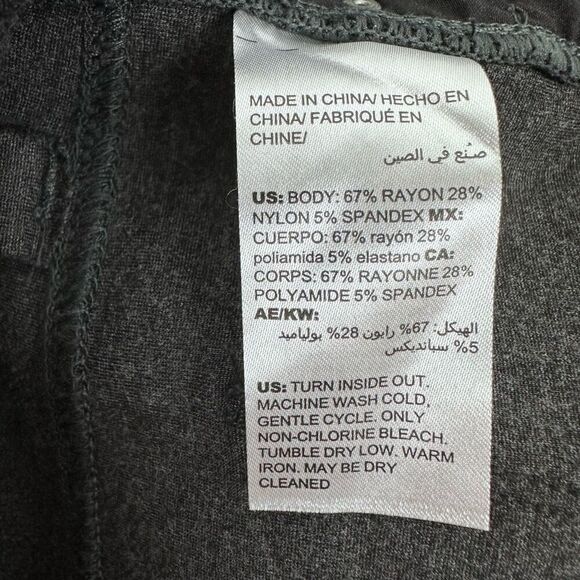 MADE IN CHINA/ HECHO EN
CHINA/ FABRIQUÉ EN
CHINE/
صُنع في الصين
US: BODY: 67% RAYON 28%
NYLON 5% SPANDEX MX:
CUERPO: 67% rayón 28%
poliamida 5% elastano CA:
CORPS: 67% RAYONNE 28%
POLYAMIDE 5% SPANDEX
AE/KW:
الهيكل: 67% رايون 28% بولياميد
5% سباندیکس
US: TURN INSIDE OUT.
MACHINE WASH COLD,
GENTLE CYCLE. ONLY
NON-CHLORINE BLEACH.
TUMBLE DRY LOW. WARM
IRON. MAY BE DRY
CLEANED